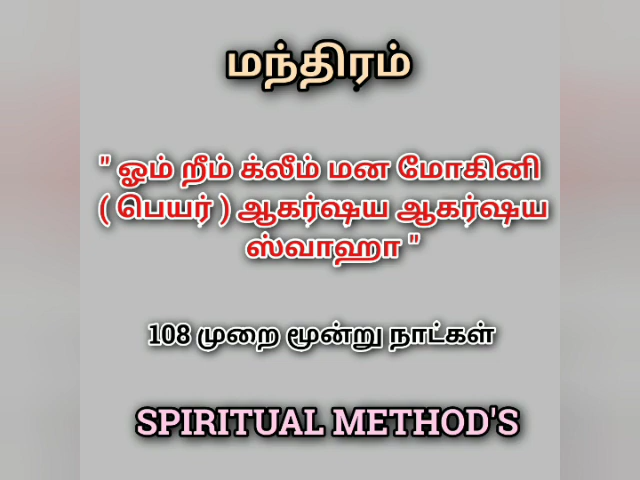 மந்திரம்
" ஓம் றீம் க்லீம் மன மோகினி
( பெயர் ) ஆகர்ஷய ஆகர்ஷய
ஸ்வாஹா "
108 முறை மூன்று நாட்கள்
SPIRITUAL METHOD'S